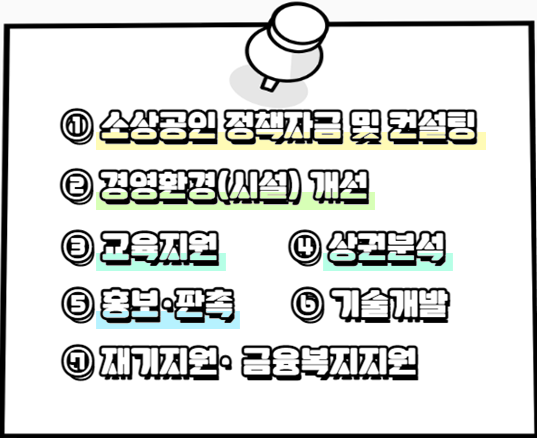 ① 소상공인 정책자금 및 컨설팅
② 경영환경(시설) 개선
③ 교육지원 ④ 상권분석
⑤ 홍보·판촉 ⑥ 기술개발
⑦ 재기지원· 금융복지지원